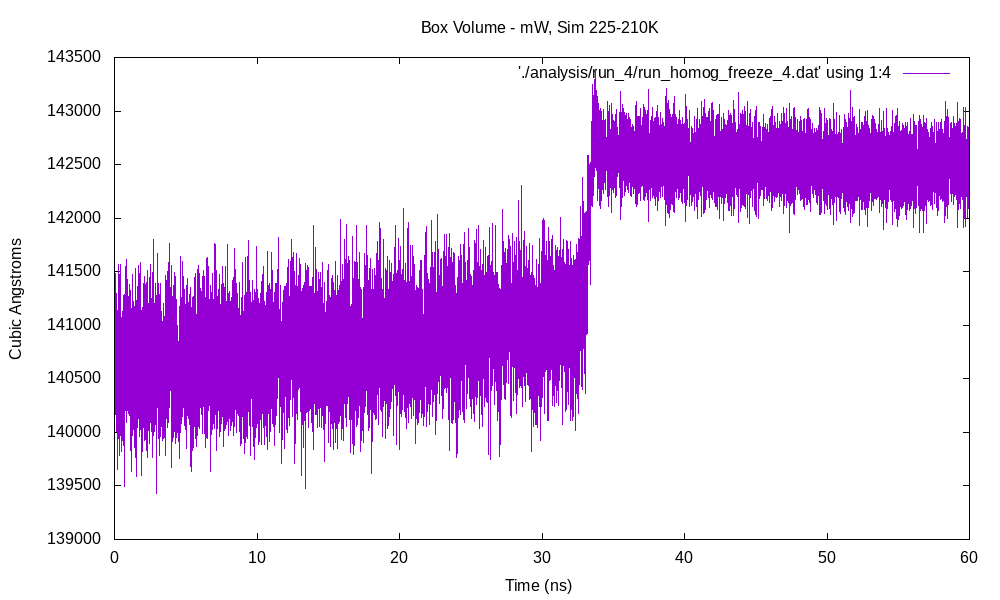 Box Volume - mW, Sim 225-210K
'./analysis/run_4/run_homog_freeze_4.dat' using 1:4
143500
143000
142500
142000
141500
141000
140500
140000
139500
139000
Cubic Angstroms
0 10 20 30 40 50 60
Time (ns)